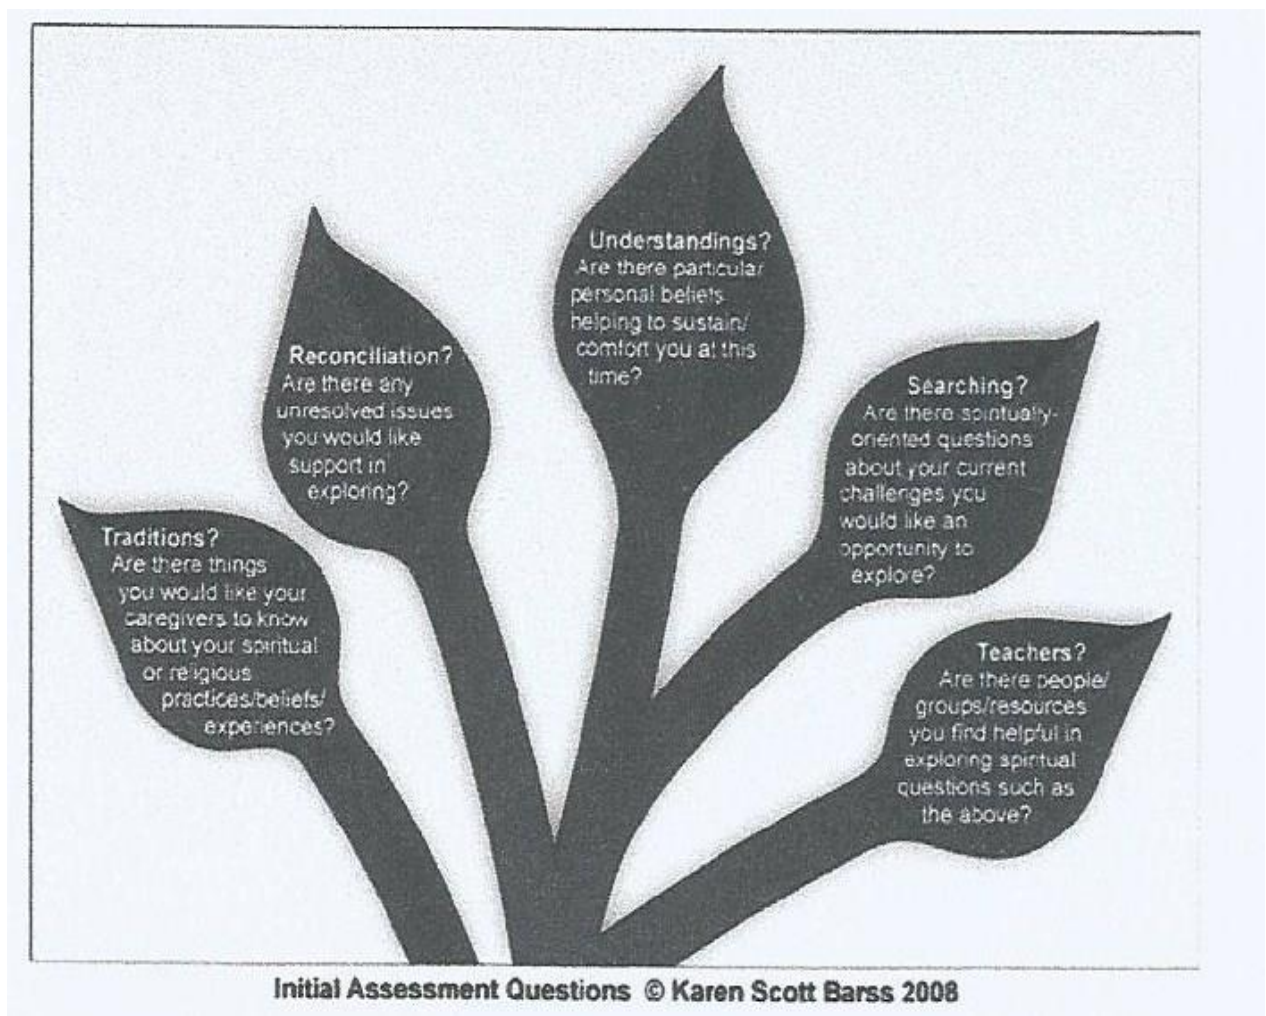 Traditions?
Are there things
you would like your
caregivers to know
about your spiritual
or religious
practices/beliefs/
experiences?
Reconciliation?
Are there any
unresolved issues
you would like
support in
exploring?
Understandings?
Are there particular
personal beliefs
helping to sustain/
comfort you at this
time?
Searching?
Are there spiritually-
oriented questions
about your current
challenges you
would like an
opportunity to
explore?
Teachers?
Are there people/
groups/resources
you find helpful in
exploring spiritual
questions such as
the above?
Initial Assessment Questions © Karen Scott Barss 2008